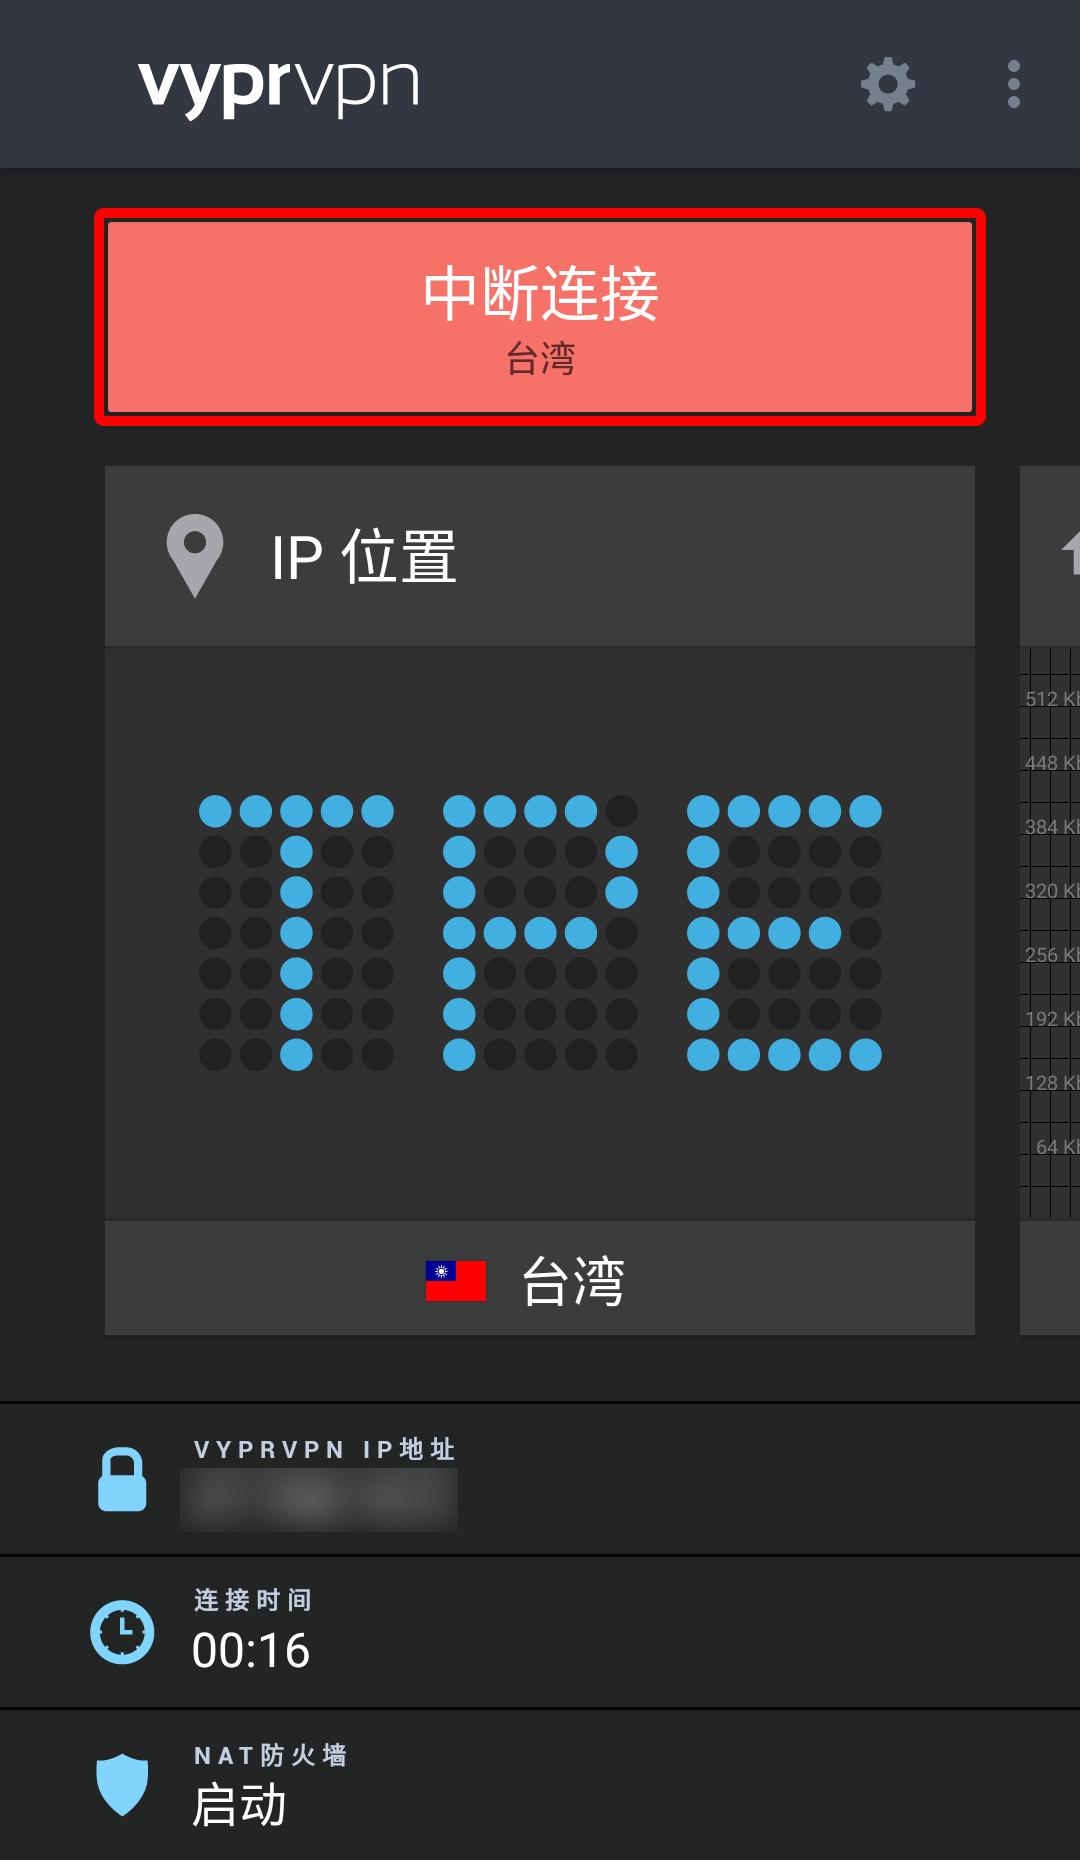 vyprvpn
中断连接
台湾
IP 位置
TPE
512 Kb
448 Kb
384 Kb
320 Kb
256 Kb
192 Kb
128 Kb
64 Kb
台湾
VYPRVPN IP地址
连接时间
00:16
NAT防火墙
启动